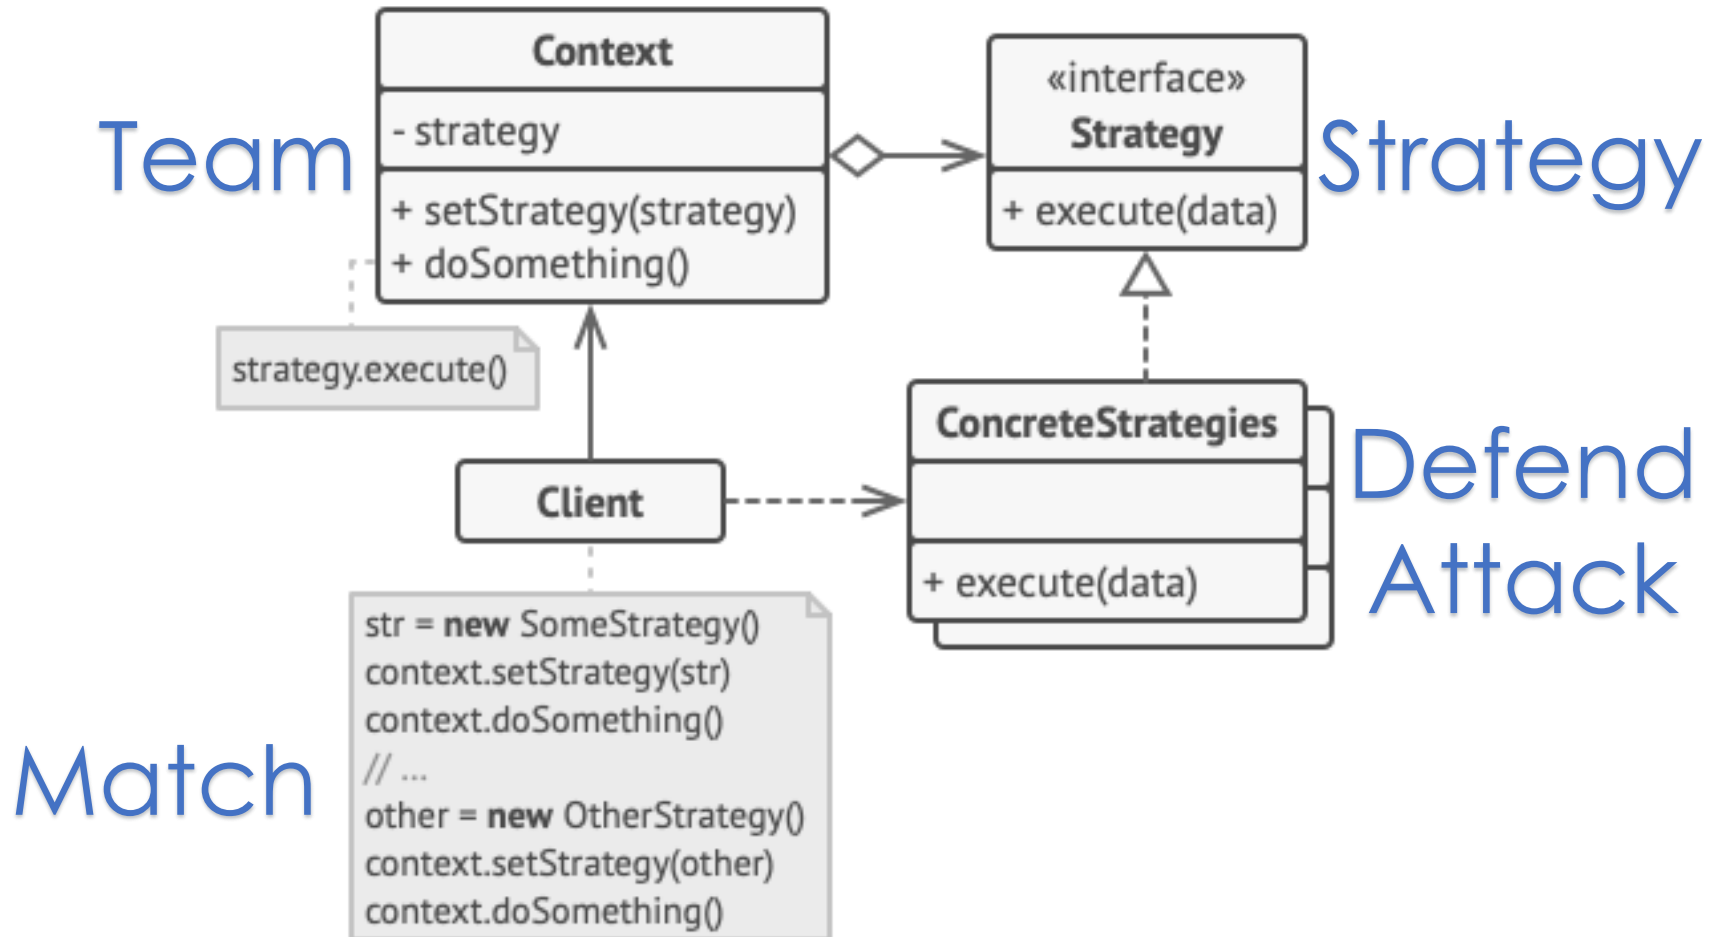 Context
- strategy
+ setStrategy(strategy)
+ doSomething()
Team
«interface»
Strategy
+ execute(data)
Strategy
strategy.execute()
Client
ConcreteStrategies
+ execute(data)
Defend
Attack
Match
str = new SomeStrategy()
context.setStrategy(str)
context.doSomething()
// ...
other = new OtherStrategy()
context.setStrategy(other)
context.doSomething()